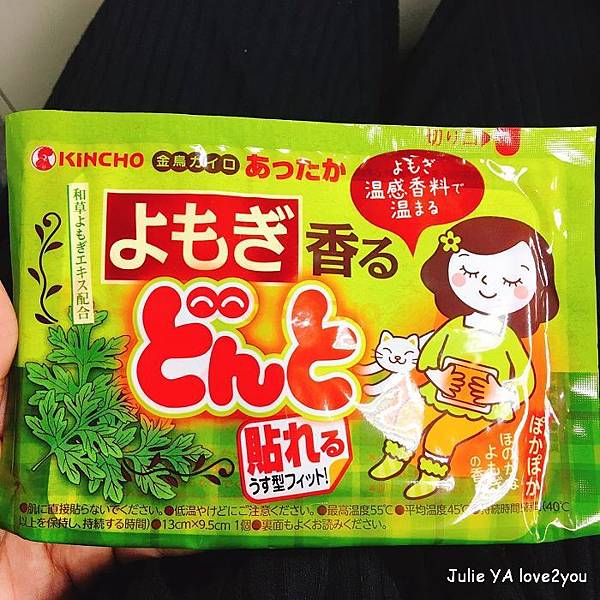 切り口
KINCHO 金鳥カイロ あったか
よもぎ
温感香料で
温まる
和草よもぎエキス配合
よもぎ香る
どんと
貼れる
うす型フィット!
ぽかぽか
ほのかな
よもぎ
の香
●肌に直接貼らないでください。●低温やけどにご注意ください。●最高温度55℃●平均温度45℃●持続時間(40℃
以上を保持し、持続する時間)●13cm×9.5cm 1個●裏面もよくお読みください。
Julie YA love2you